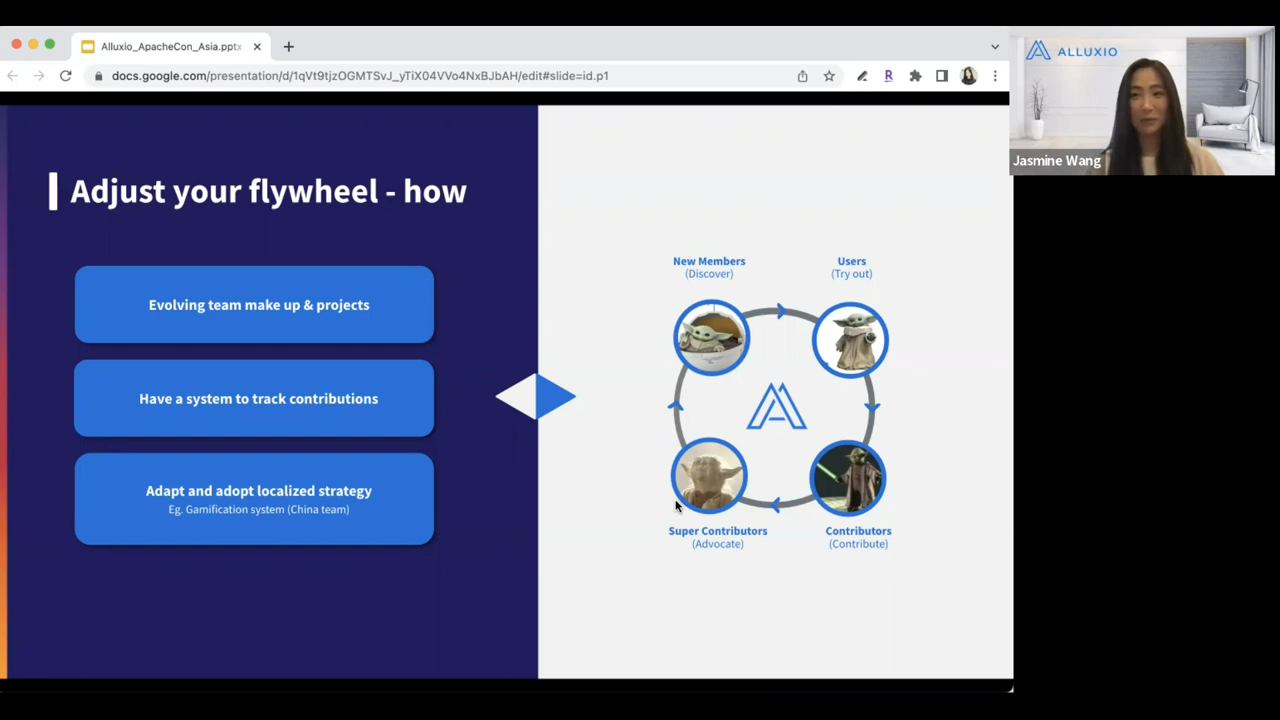 Alluxio_ApacheCon_Asia.pptx
docs.google.com/presentation/d/1qVt9tjzOGMTSvJ_yTiX04VVo4NxBJbAH/edit#slide=id.p1
R
ALLUXIO
Jasmine Wang
Adjust your flywheel - how
Evolving team make up & projects
Have a system to track contributions
Adapt and adopt localized strategy
Eg. Gamification system (China team)
New Members
(Discover)
Users
(Try out)
Super Contributors
(Advocate)
Contributors
(Contribute)